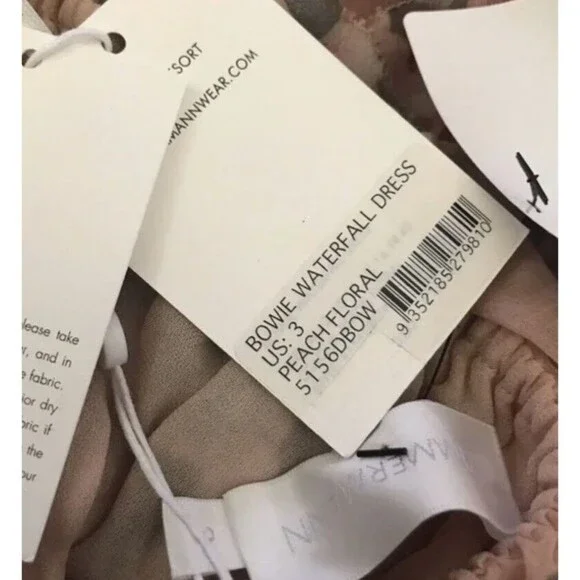 SORT
MANNWEAR.COM
BOWIE WATERFALL DRESS
US: 3
PEACH FLORAL
5156DBOW
9 352185 279810
lease take
, and in
fabric.
ior dry
ric if
the
our